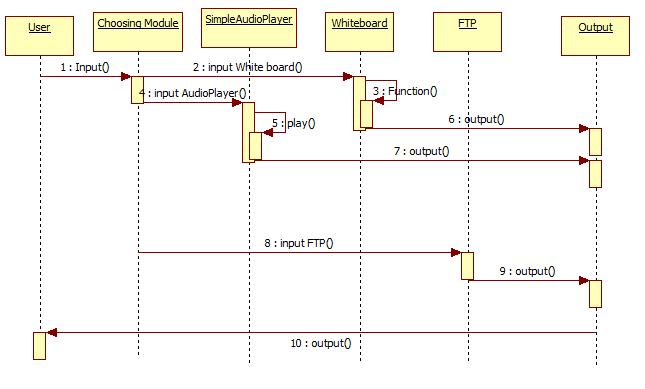 User
Choosing Module
SimpleAudioPlayer
Whiteboard
FTP
Output
1 : Input()
2 : input White board()
3 : Function()
4 : input AudioPlayer()
5 : play()
6 : output()
7 : output()
8 : input FTP()
9 : output()
10 : output()